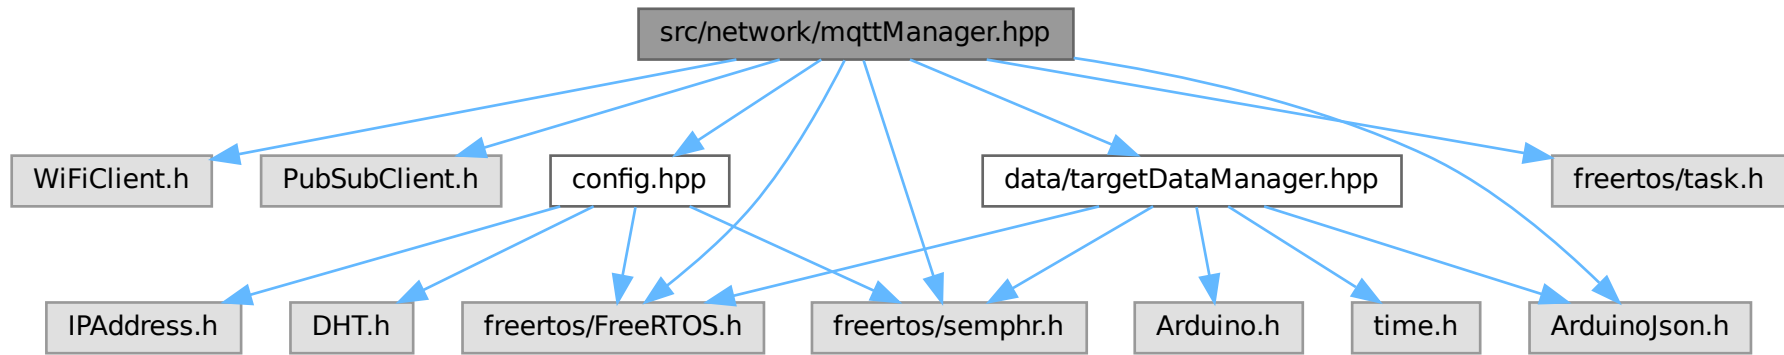 src/network/mqttManager.hpp
WiFiClient.h
PubSubClient.h
config.hpp
data/targetDataManager.hpp
freertos/task.h
IPAddress.h
DHT.h
freertos/FreeRTOS.h
freertos/semphr.h
Arduino.h
time.h
ArduinoJson.h